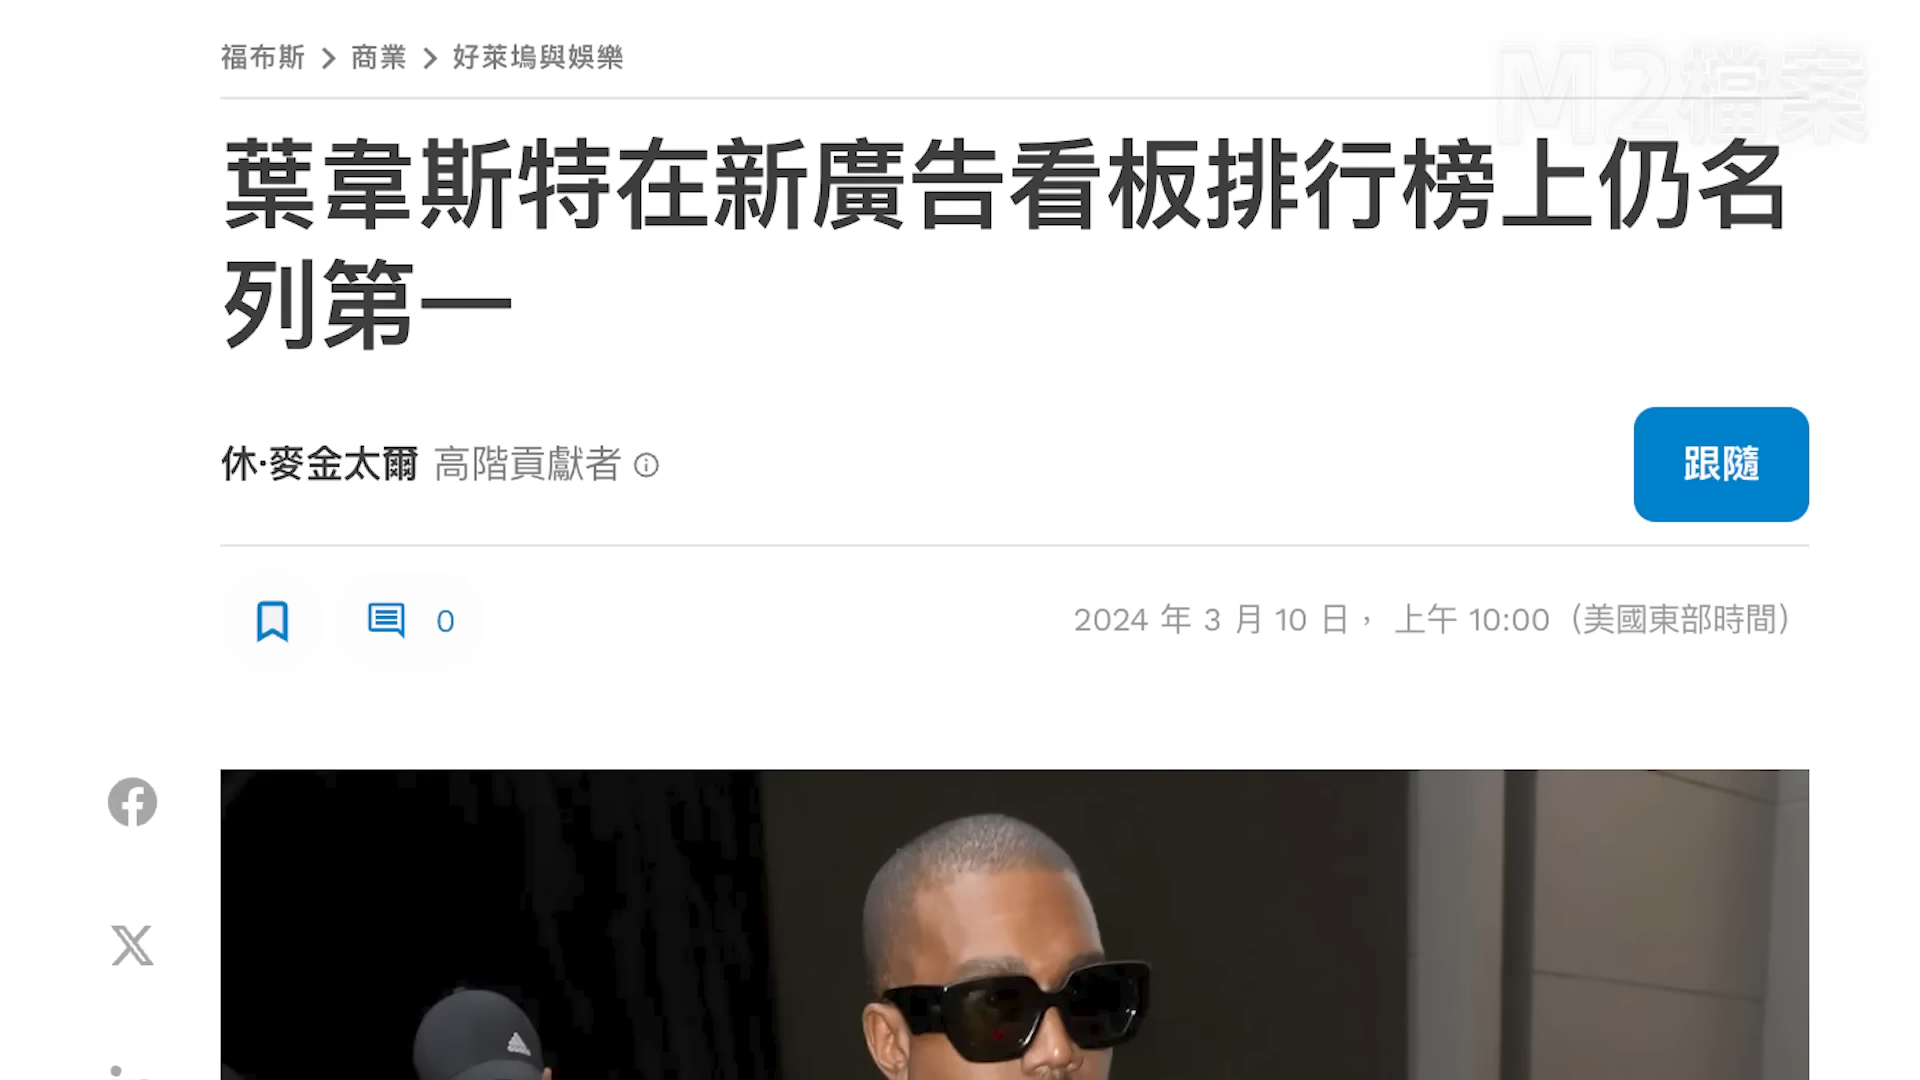 福布斯 > 商業 > 好萊塢與娛樂
M2檔案
葉韋斯特在新廣告看板排行榜上仍名
列第一
休·麥金太爾 高階貢獻者
跟隨
0
2024 年 3 月 10 日， 上午 10:00（美國東部時間）